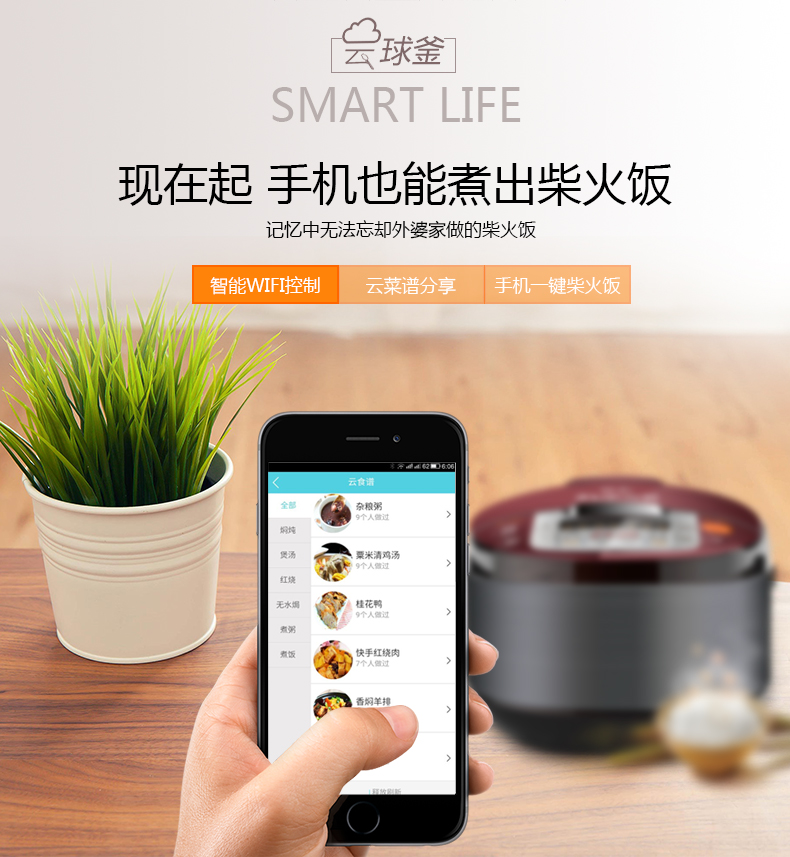 云球釜
SMART LIFE
现在起 手机也能煮出柴火饭
记忆中无法忘却外婆家做的柴火饭
智能WIFI控制
云菜谱分享
手机一键柴火饭
62 6:06
云食谱
全部
焖炖
煲汤
红烧
无水焗
煮粥
煮饭
杂粮粥
9个人做过
粟米清鸡汤
9个人做过
桂花鸭
9个人做过
快手红烧肉
7个人做过
香焖羊排